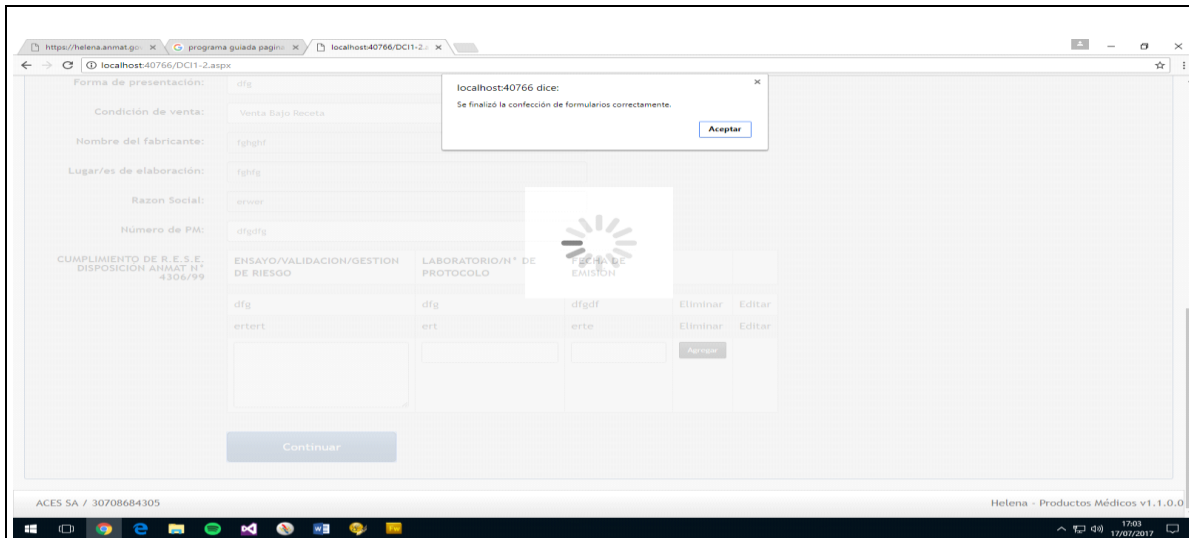 https://helena.anmat.go
programa guiada pagina
localhost:40766/DCI1-2.a
localhost:40766/DCI1-2.aspx
Forma de presentación:
dfg
localhost:40766 dice:
Se finalizó la confección de formularios correctamente.
Aceptar
Condición de venta:
Venta Bajo Receta
Nombre del fabricante:
fghghf
Lugar/es de elaboración:
fghfg
Razon Social:
Número de PM:
dfgdfg
CUMPLIMIENTO DE R.E.S.E. DISPOSICION ANMAT N° 4306/99
ENSAYO/VALIDACION/GESTION DE RIESGO
LABORATORIO/N° DE PROTOCOLO
FECHA DE EMISION
dfg dfg dfgdf Eliminar Editar
ertert ert erte Eliminar Editar
Agregar
Continuar
ACES SA / 30708684305
Helena - Productos Médicos v1.1.0.0
17:03
17/07/2017